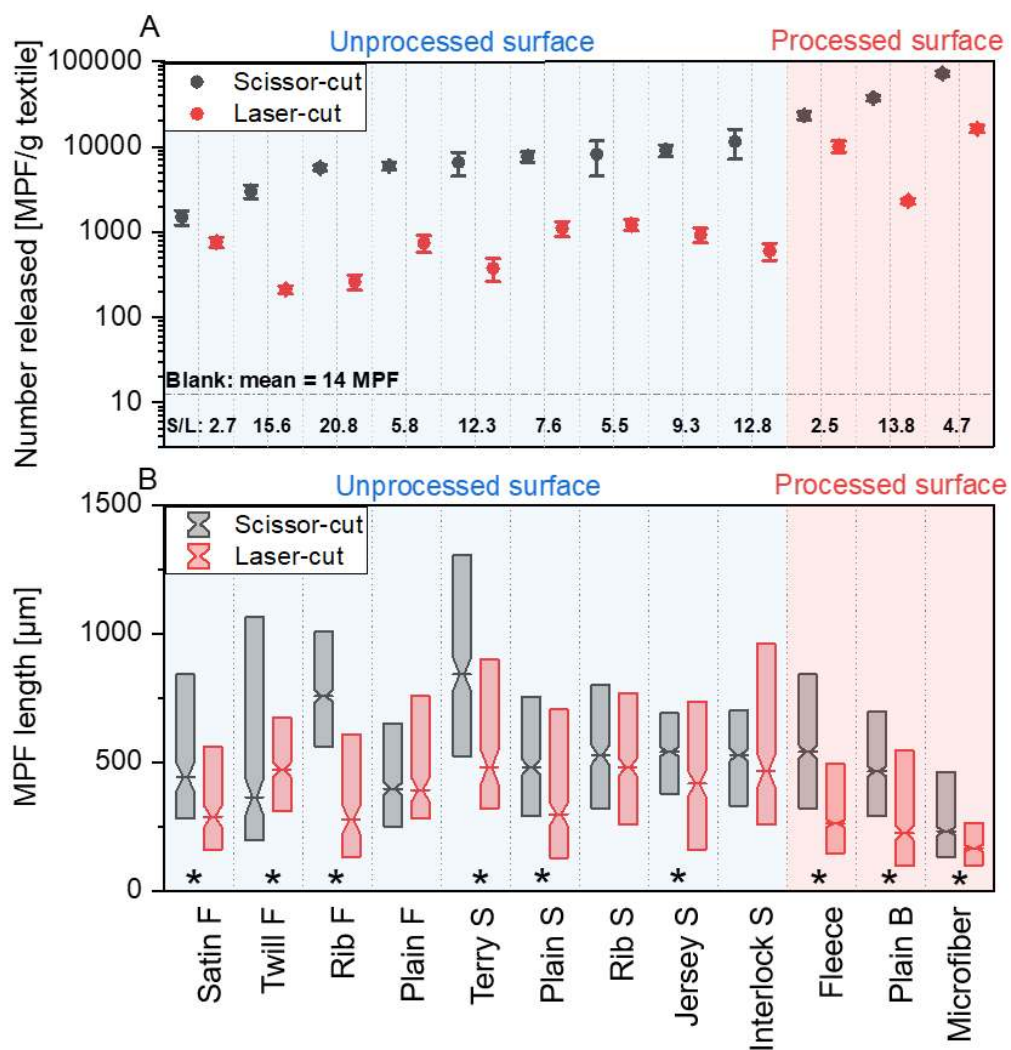 A
Unprocessed surface
Processed surface
Number released [MPF/g textile]
100000
10000
1000
100
10
Scissor-cut
Laser-cut
Blank: mean = 14 MPF
S/L: 2.7 15.6 20.8 5.8 12.3 7.6 5.5 9.3 12.8 2.5 13.8 4.7
B
Unprocessed surface
Processed surface
MPF length [µm]
1500
1000
500
0
Scissor-cut
Laser-cut
* * * * * * * * *
Satin F
Twill F
Rib F
Plain F
Terry S
Plain S
Rib S
Jersey S
Interlock S
Fleece
Plain B
Microfiber